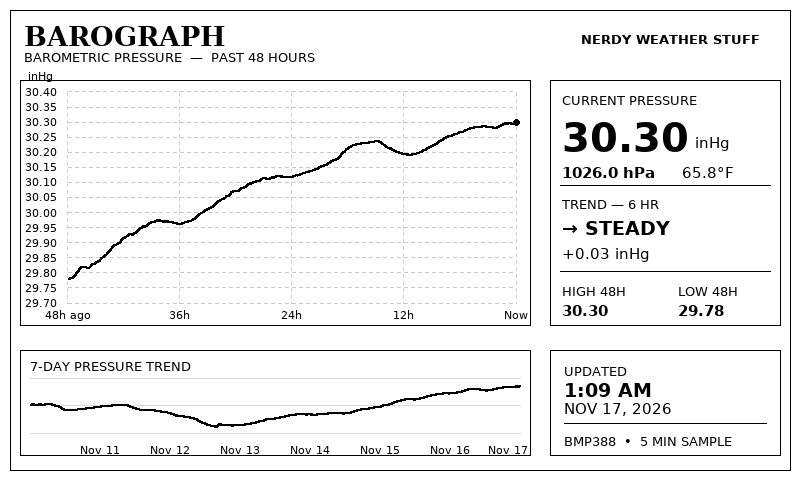 BAROGRAPH
BAROMETRIC PRESSURE — PAST 48 HOURS
NERDY WEATHER STUFF
inHg
30.40
30.35
30.30
30.25
30.20
30.15
30.10
30.05
30.00
29.95
29.90
29.85
29.80
29.75
29.70
48h ago 36h 24h 12h Now
CURRENT PRESSURE
30.30 inHg
1026.0 hPa 65.8°F
TREND — 6 HR
→ STEADY
+0.03 inHg
HIGH 48H LOW 48H
30.30 29.78
7-DAY PRESSURE TREND
Nov 11 Nov 12 Nov 13 Nov 14 Nov 15 Nov 16 Nov 17
UPDATED
1:09 AM
NOV 17, 2026
BMP388 • 5 MIN SAMPLE